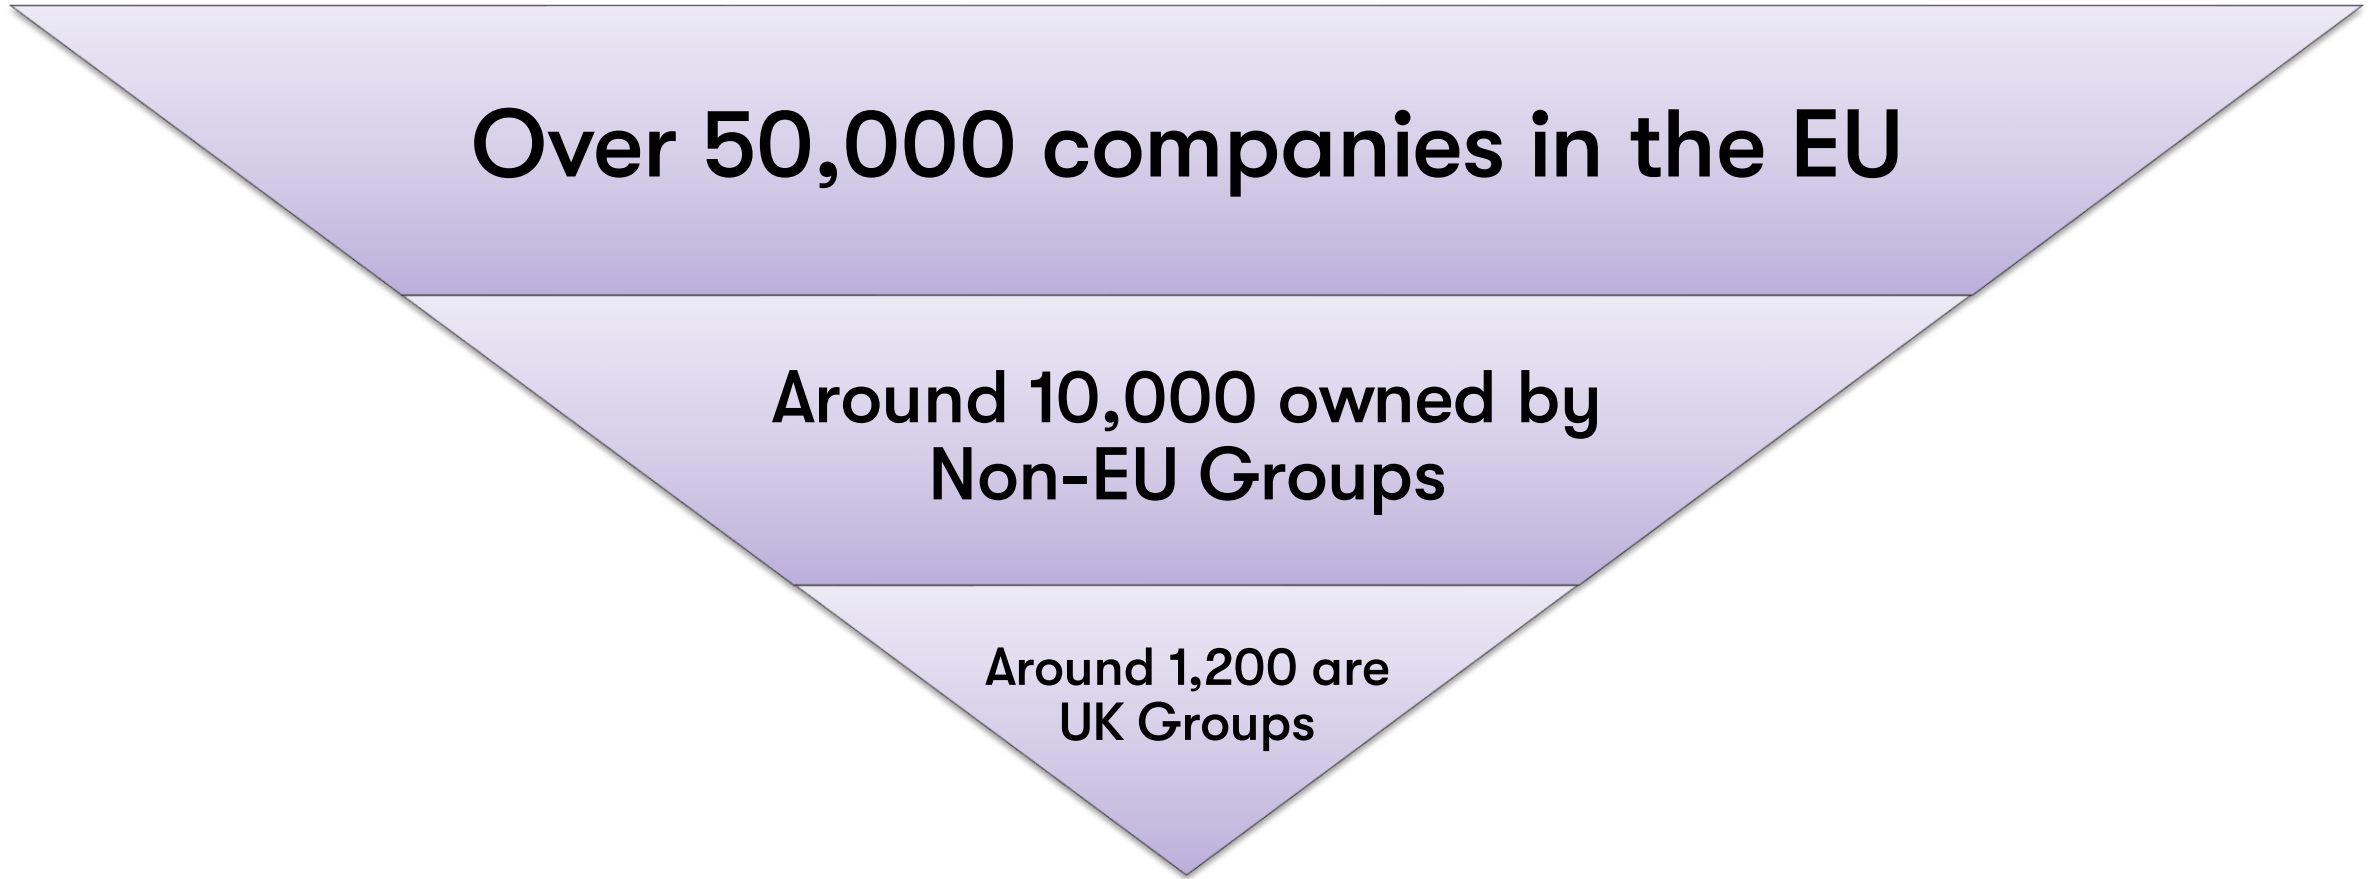 Over 50,000 companies in the EU
Around 10,000 owned by
Non-EU Groups
Around 1,200 are
UK Groups